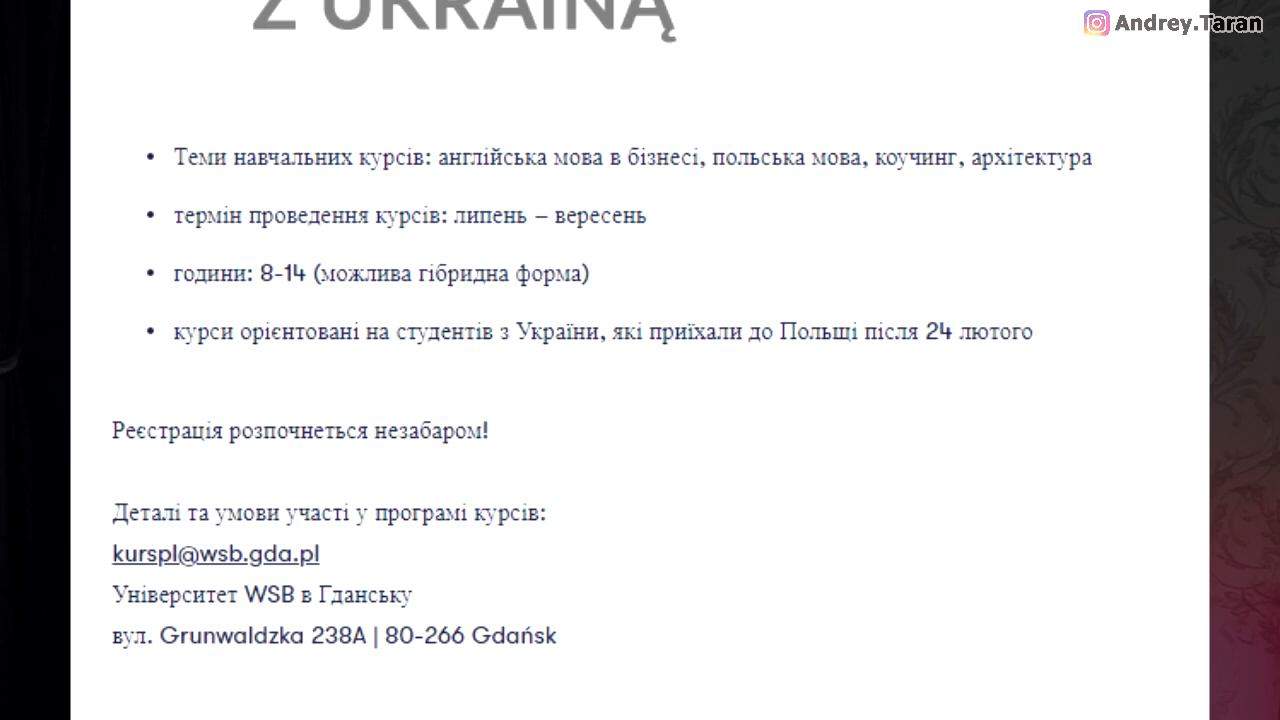 Z UKRAINĄ
Andrey.Taran
• Теми навчальних курсів: англійська мова в бізнесі, польська мова, коучинг, архітектура
• термін проведення курсів: липень – вересень
• години: 8-14 (можлива гібридна форма)
• курси орієнтовані на студентів з України, які приїхали до Польщі після 24 лютого
Реєстрація розпочнеться незабаром!
Деталі та умови участі у програмі курсів:
kurspl@wsb.gda.pl
Університет WSB в Гданську
вул. Grunwaldzka 238A | 80-266 Gdańsk